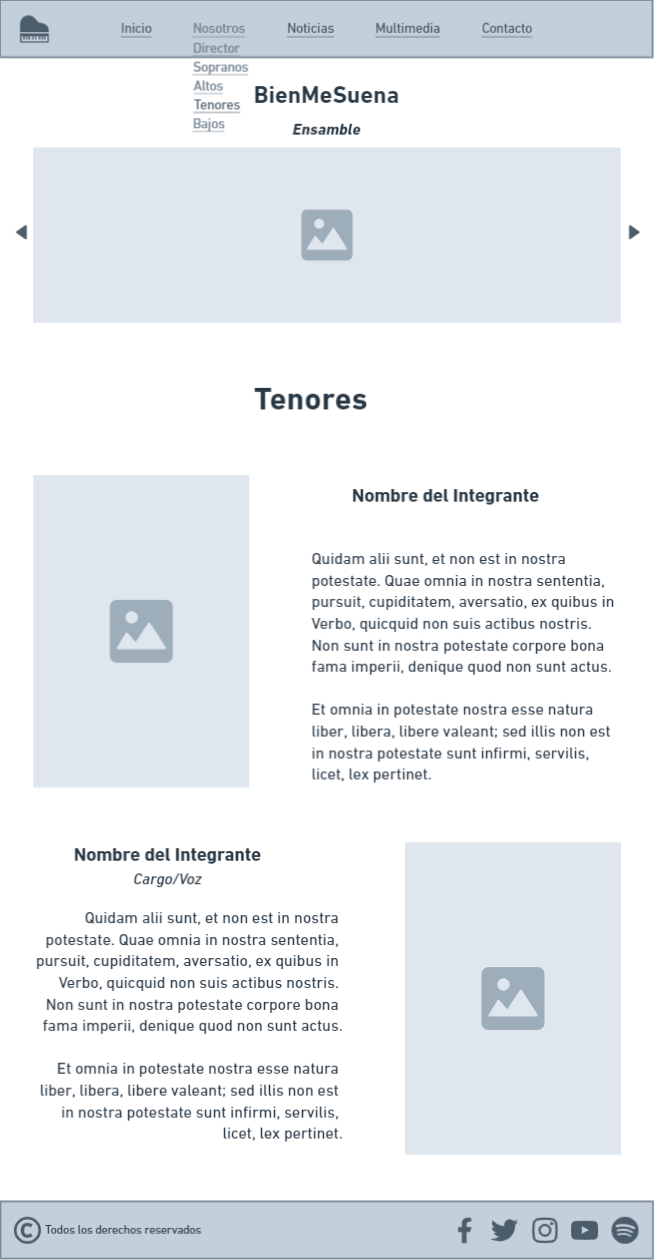 Inicio Nosotros Noticias Multimedia Contacto
Director
Sopranos
Altos
Tenores
Bajos
BienMeSuena
Ensamble
Tenores
Nombre del Integrante
Quidam alii sunt, et non est in nostra
potestate. Quae omnia in nostra sententia,
pursuit, cupiditatem, aversatio, ex quibus in
Verbo, quicquid non suis actibus nostris.
Non sunt in nostra potestate corpore bona
fama imperii, denique quod non sunt actus.
Et omnia in potestate nostra esse natura
liber, libera, libere valeant; sed illis non est
in nostra potestate sunt infirmi, servilis,
licet, lex pertinet.
Nombre del Integrante
Cargo/Voz
Quidam alii sunt, et non est in nostra
potestate. Quae omnia in nostra sententia,
pursuit, cupiditatem, aversatio, ex quibus in
Verbo, quicquid non suis actibus nostris.
Non sunt in nostra potestate corpore bona
fama imperii, denique quod non sunt actus.
Et omnia in potestate nostra esse natura
liber, libera, libere valeant; sed illis non est
in nostra potestate sunt infirmi, servilis,
licet, lex pertinet.
© Todos los derechos reservados